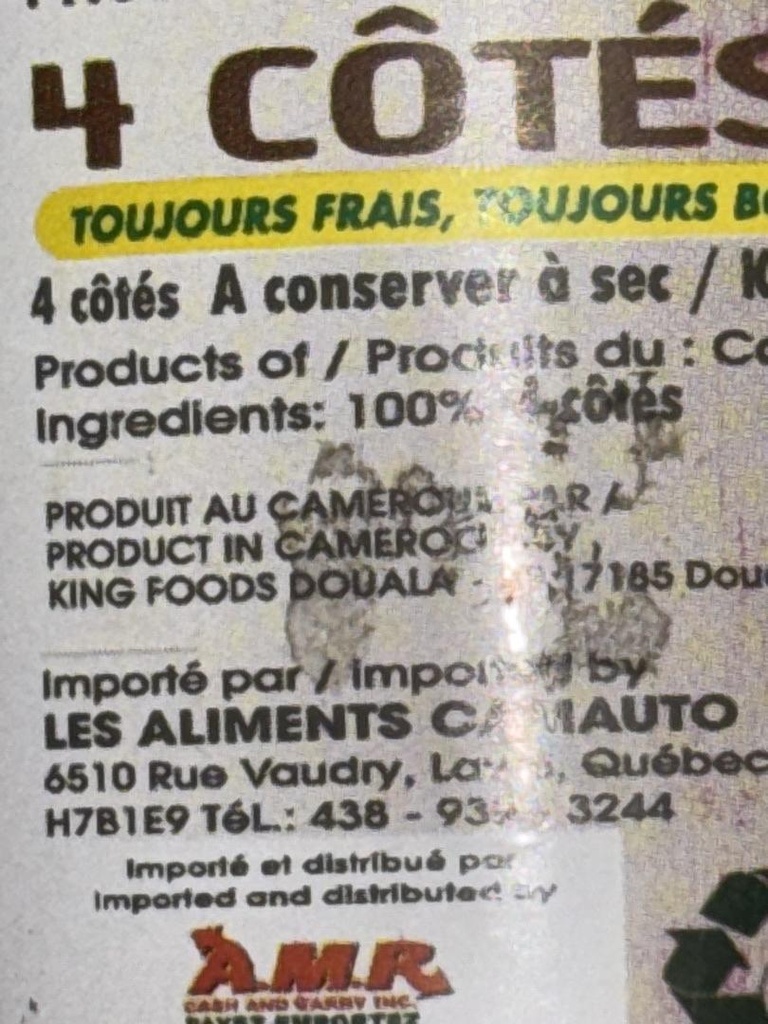 4 CÔTÉS
TOUJOURS FRAIS, TOUJOURS
4 côtés A conserver à sec /
Products of / Produits du :
Ingredients: 100% 4 côtés
PRODUIT AU CAMEROUN PAR /
PRODUCT IN CAMEROON BY
KING FOODS DOUALA - 17185
Importé par / imported by
LES ALIMENTS CAMAUTO
6510 Rue Vaudry, Laval, Québec
H7B1E9 TéL.: 438 - 3244
Importé et distribué par
Imported and distributed by
A.M.R.
CASH AND CARRY INC.
PAYEZ EMPORTEZ